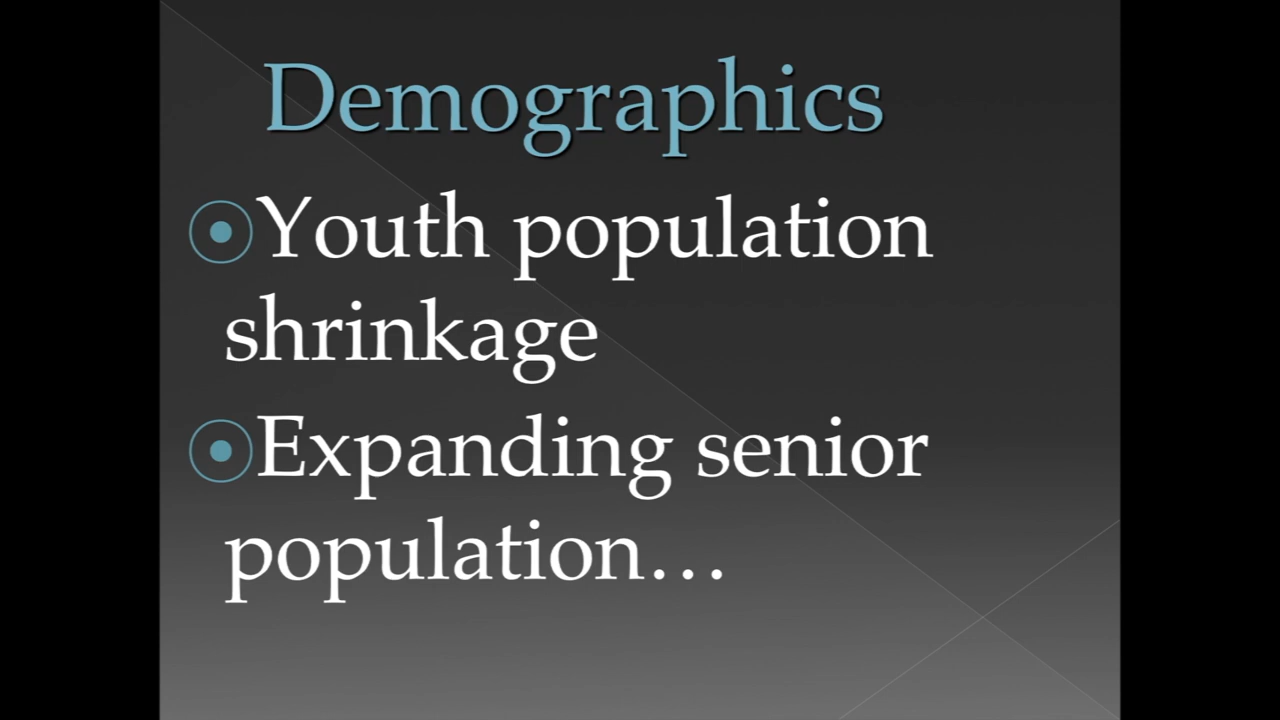 Demographics
Youth population
shrinkage
Expanding senior
population…